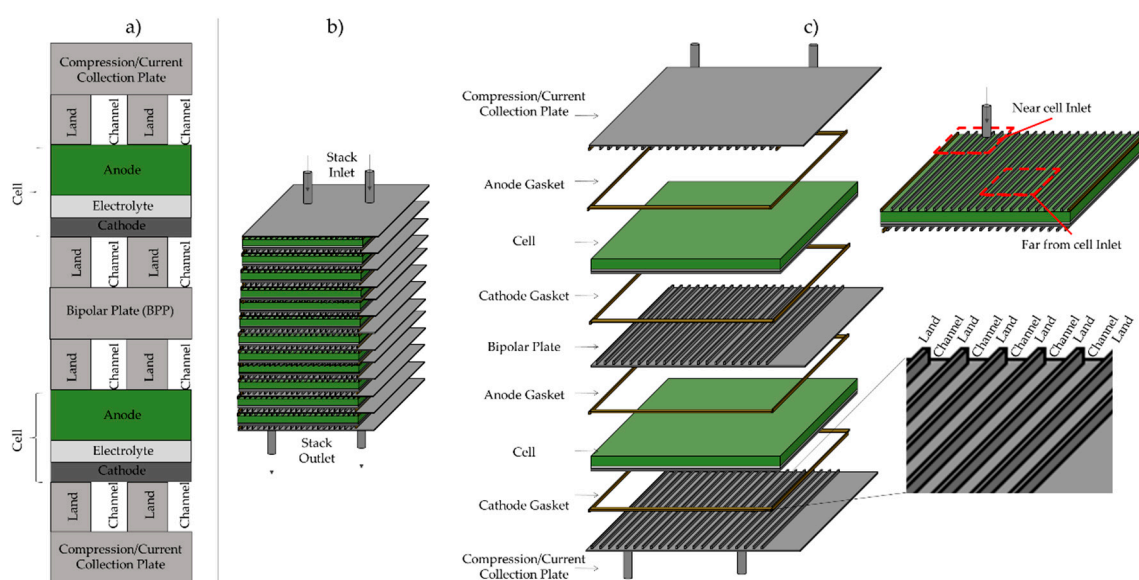 a)
Compression/Current
Collection Plate
Land
Channel
Land
Channel
Cell
Anode
Electrolyte
Cathode
Land
Channel
Land
Channel
Bipolar Plate (BPP)
Land
Channel
Land
Channel
Cell
Anode
Electrolyte
Cathode
Land
Channel
Land
Channel
Compression/Current
Collection Plate
b)
Stack
Inlet
Stack
Outlet
c)
Compression/Current
Collection Plate
Anode Gasket
Cell
Cathode Gasket
Bipolar Plate
Anode Gasket
Cell
Cathode Gasket
Compression/Current
Collection Plate
Near cell Inlet
Far from cell Inlet
Land
Channel
Land
Channel
Land
Channel
Land
Channel
Land
Channel
Land